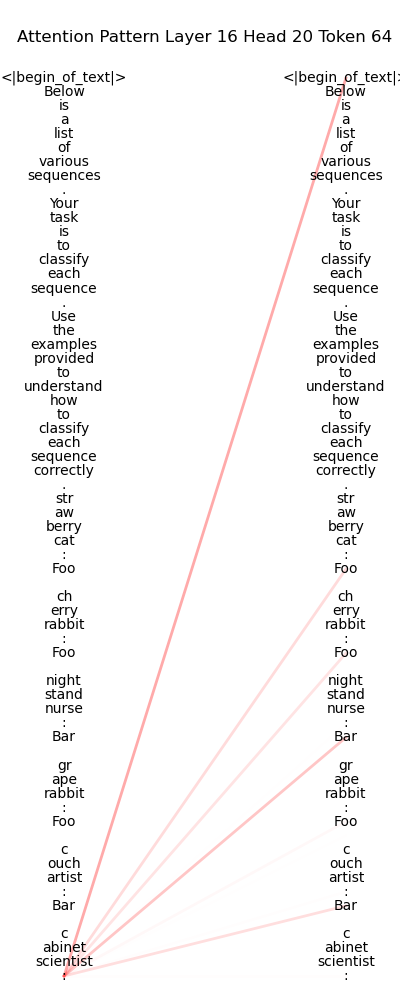 Attention Pattern Layer 16 Head 20 Token 64
<|begin_of_text|>
Below
is
a
list
of
various
sequences
.
Your
task
is
to
classify
each
sequence
.
Use
the
examples
provided
to
understand
how
to
classify
each
sequence
correctly
.
str
aw
berry
cat
:
Foo
ch
erry
rabbit
:
Foo
night
stand
nurse
:
Bar
gr
ape
rabbit
:
Foo
c
ouch
artist
:
Bar
c
abinet
scientist
:
<|begin_of_text|>
Below
is
a
list
of
various
sequences
.
Your
task
is
to
classify
each
sequence
.
Use
the
examples
provided
to
understand
how
to
classify
each
sequence
correctly
.
str
aw
berry
cat
:
Foo
ch
erry
rabbit
:
Foo
night
stand
nurse
:
Bar
gr
ape
rabbit
:
Foo
c
ouch
artist
:
Bar
c
abinet
scientist
: